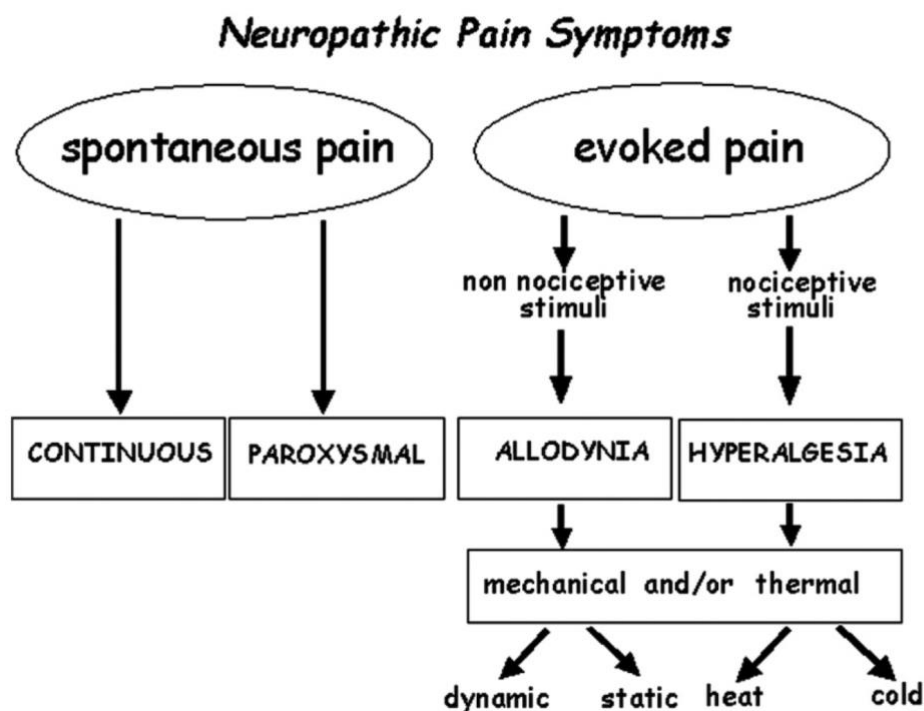 Neuropathic Pain Symptoms
spontaneous pain
evoked pain
non nociceptive
stimuli
nociceptive
stimuli
CONTINUOUS
PAROXYSMAL
ALLODYNIA
HYPERALGESIA
mechanical and/or thermal
dynamic
static
heat
cold